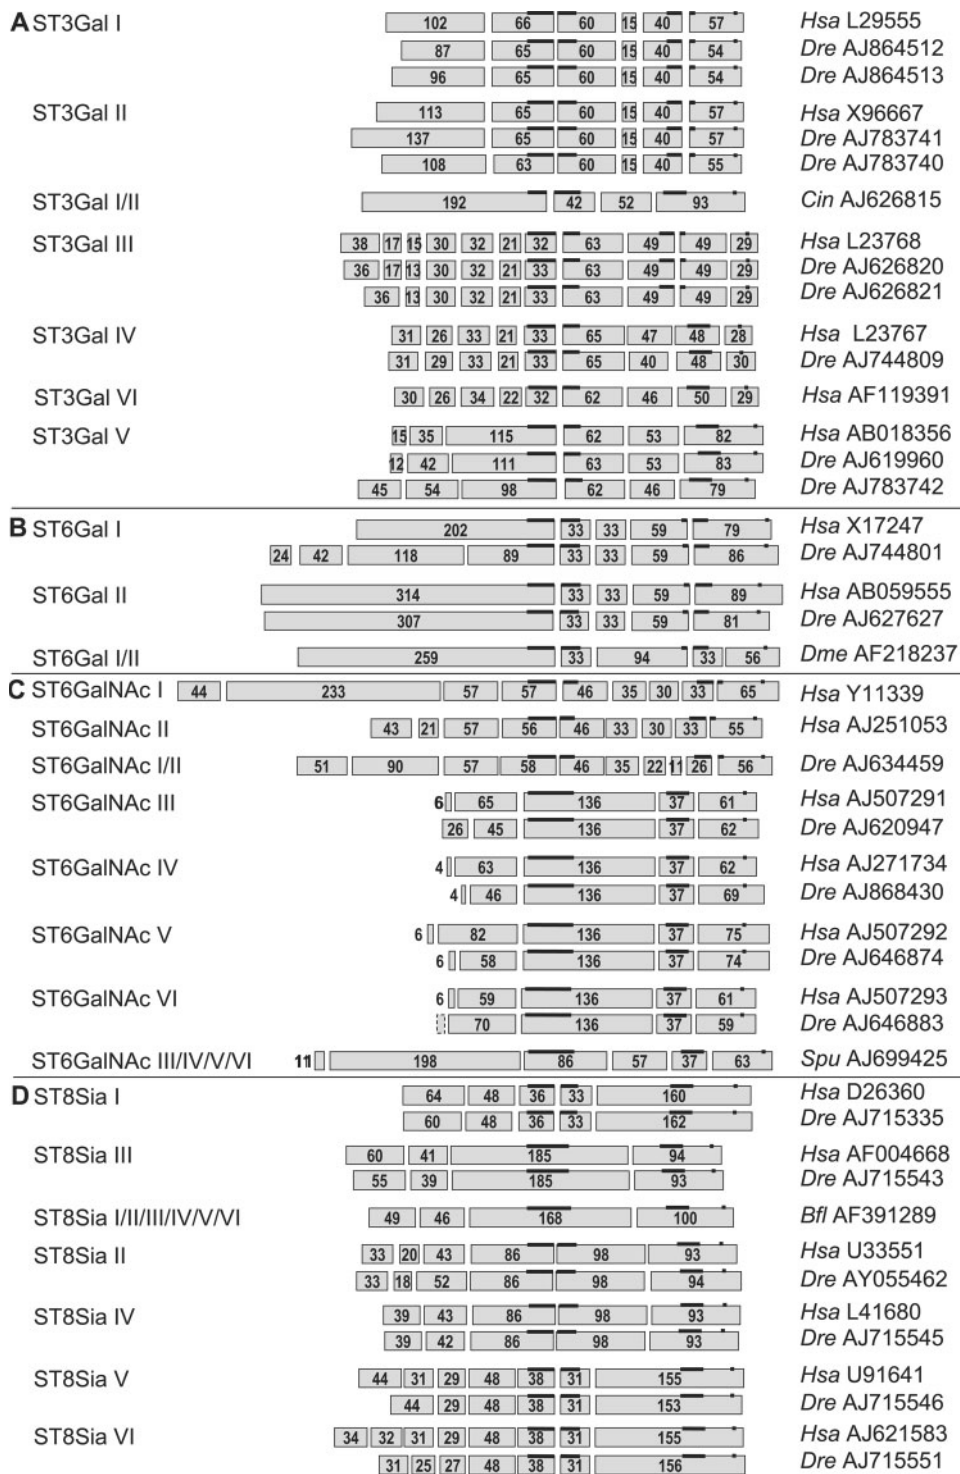 A ST3Gal I 102 66 60 15 40 57 Hsa L29555
87 65 60 15 40 54 Dre AJ864512
96 65 60 15 40 54 Dre AJ864513
ST3Gal II 113 65 60 15 40 57 Hsa X96667
137 65 60 15 40 57 Dre AJ783741
108 63 60 15 40 55 Dre AJ783740
ST3Gal I/II 192 42 52 93 Cin AJ626815
ST3Gal III 38 17 15 30 32 21 32 63 49 49 29 Hsa L23768
36 17 13 30 32 21 33 63 49 49 29 Dre AJ626820
36 13 30 32 21 33 63 49 49 29 Dre AJ626821
ST3Gal IV 31 26 33 21 33 65 47 48 28 Hsa L23767
31 29 33 21 33 65 40 48 30 Dre AJ744809
ST3Gal VI 30 26 34 22 32 62 46 50 29 Hsa AF119391
ST3Gal V 15 35 115 62 53 82 Hsa AB018356
12 42 111 63 53 83 Dre AJ619960
45 54 98 62 46 79 Dre AJ783742
B ST6Gal I 202 33 33 59 79 Hsa X17247
24 42 118 89 33 33 59 86 Dre AJ744801
ST6Gal II 314 33 33 59 89 Hsa AB059555
307 33 33 59 81 Dre AJ627627
ST6Gal I/II 259 33 94 33 56 Dme AF218237
C ST6GalNAc I 44 233 57 57 46 35 30 33 65 Hsa Y11339
ST6GalNAc II 43 21 57 56 46 33 30 33 55 Hsa AJ251053
ST6GalNAc I/II 51 90 57 58 46 35 22 11 26 56 Dre AJ634459
ST6GalNAc III 6 65 136 37 61 Hsa AJ507291
26 45 136 37 62 Dre AJ620947
ST6GalNAc IV 4 63 136 37 62 Hsa AJ271734
4 46 136 37 69 Dre AJ868430
ST6GalNAc V 6 82 136 37 75 Hsa AJ507292
6 58 136 37 74 Dre AJ646874
ST6GalNAc VI 6 59 136 37 61 Hsa AJ507293
70 136 37 59 Dre AJ646883
ST6GalNAc III/IV/V/VI 11 198 86 57 37 63 Spu AJ699425
D ST8Sia I 64 48 36 33 160 Hsa D26360
60 48 36 33 162 Dre AJ715335
ST8Sia III 60 41 185 94 Hsa AF004668
55 39 185 93 Dre AJ715543
ST8Sia I/II/III/IV/V/VI 49 46 168 100 Bfl AF391289
ST8Sia II 33 20 43 86 98 93 Hsa U33551
33 18 52 86 98 94 Dre AY055462
ST8Sia IV 39 43 86 98 93 Hsa L41680
39 42 86 98 93 Dre AJ715545
ST8Sia V 44 31 29 48 38 31 155 Hsa U91641
44 29 48 38 31 153 Dre AJ715546
ST8Sia VI 34 32 31 29 48 38 31 155 Hsa AJ621583
31 25 27 48 38 31 156 Dre AJ715551